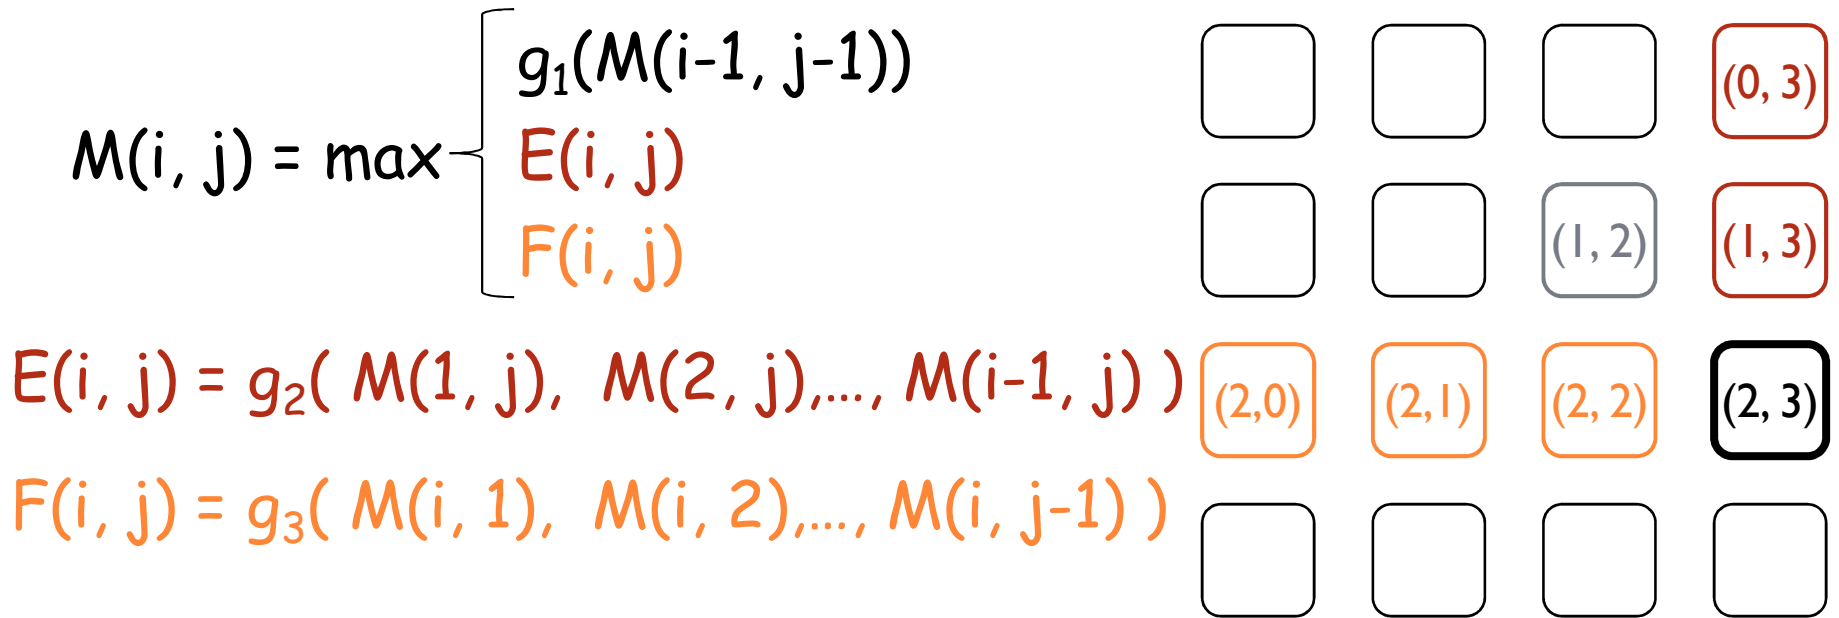 M(i, j) = max
g₁(M(i-1, j-1))
E(i, j)
F(i, j)
E(i, j) = g₂( M(1, j), M(2, j),..., M(i-1, j) )
F(i, j) = g₃( M(i, 1), M(i, 2),..., M(i, j-1) )
(0, 3)
(1, 2) (1, 3)
(2,0) (2,1) (2, 2) (2, 3)